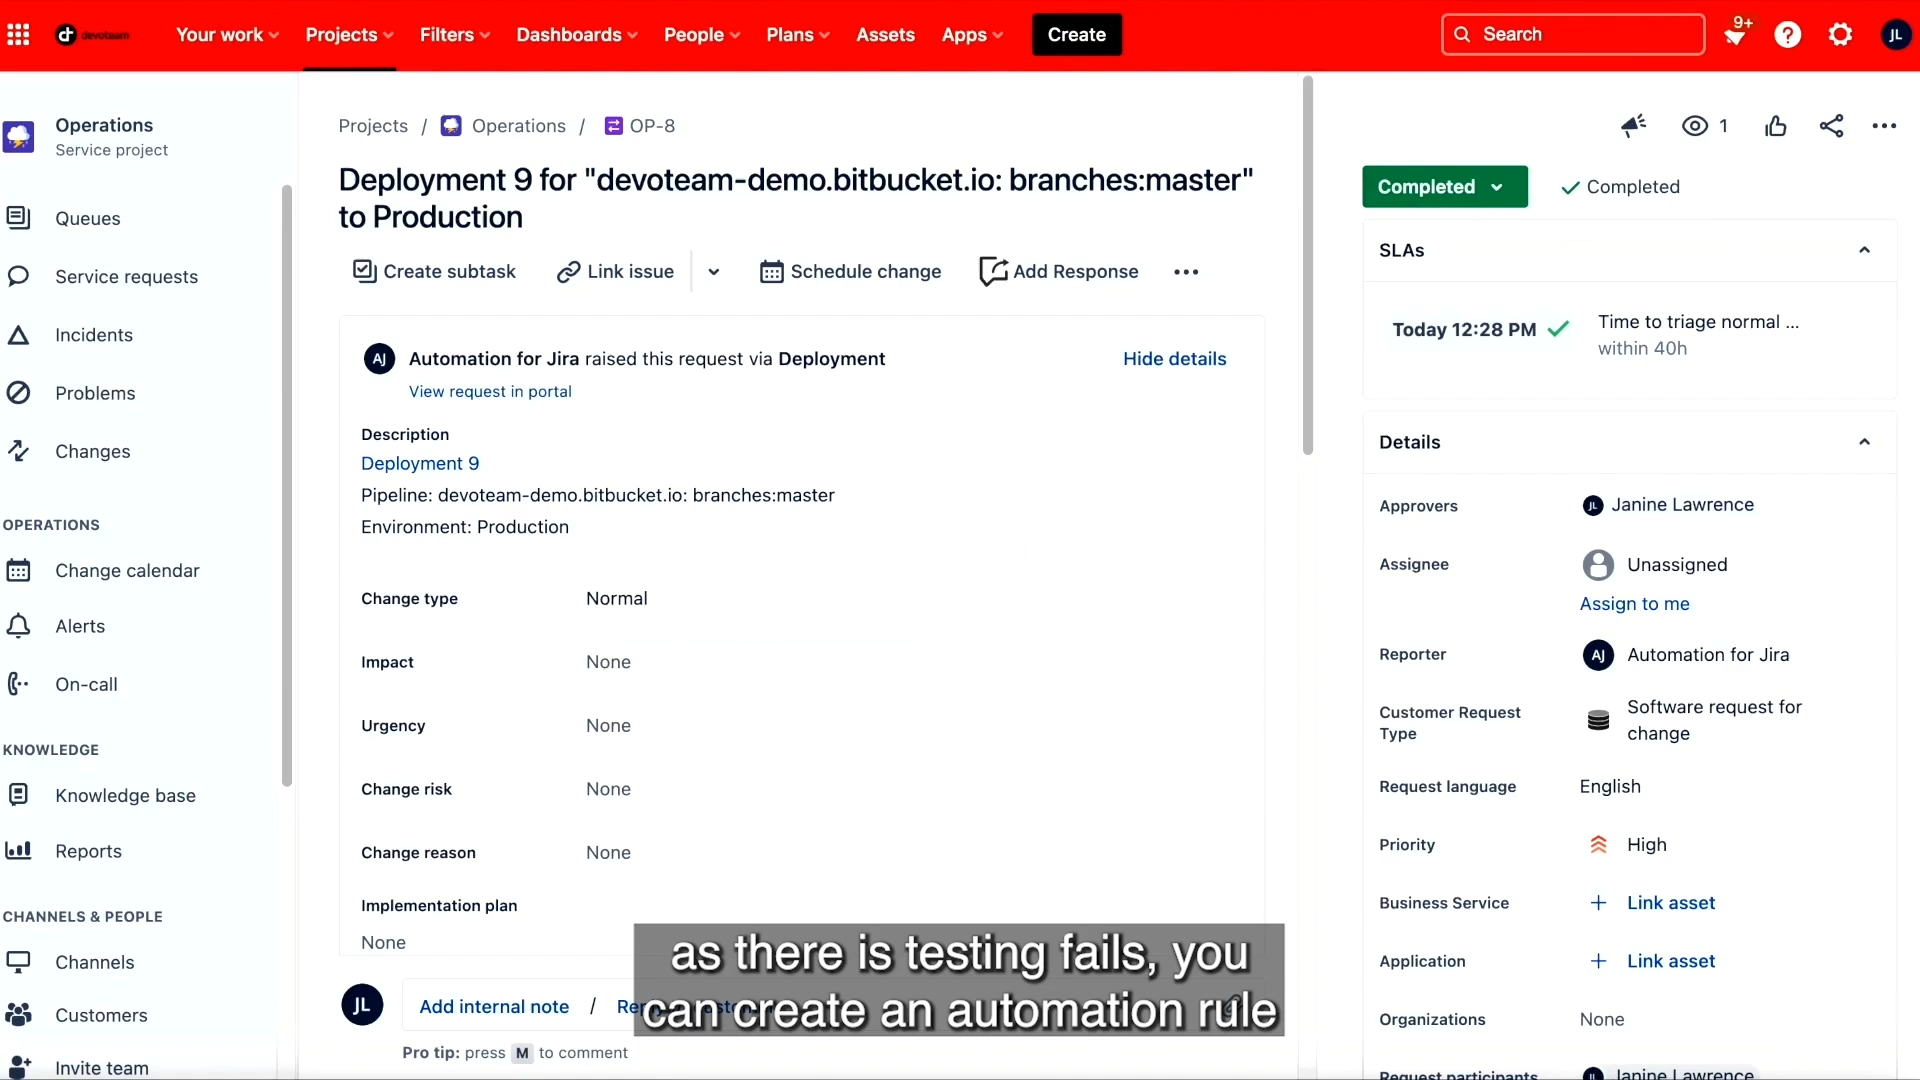 devoteam
Your work
Projects
Filters
Dashboards
People
Plans
Assets
Apps
Create
Search
9+
JL
Operations
Service project
Queues
Service requests
Incidents
Problems
Changes
OPERATIONS
Change calendar
Alerts
On-call
KNOWLEDGE
Knowledge base
Reports
CHANNELS & PEOPLE
Channels
Customers
Invite team
Projects / Operations / OP-8
Deployment 9 for "devoteam-demo.bitbucket.io: branches:master"
to Production
Create subtask
Link issue
Schedule change
Add Response
AJ
Automation for Jira raised this request via Deployment
Hide details
View request in portal
Description
Deployment 9
Pipeline: devoteam-demo.bitbucket.io: branches:master
Environment: Production
Change type Normal
Impact None
Urgency None
Change risk None
Change reason None
Implementation plan
None
JL
Add internal note /
Pro tip: press M to comment
as there is testing fails, you
can create an automation rule
1
Completed
Completed
SLAs
Today 12:28 PM
Time to triage normal ...
within 40h
Details
Approvers JL Janine Lawrence
Assignee Unassigned
Assign to me
Reporter AJ Automation for Jira
Customer Request
Type
Software request for
change
Request language English
Priority High
Business Service + Link asset
Application + Link asset
Organizations None
Request participants JL Janine Lawrence